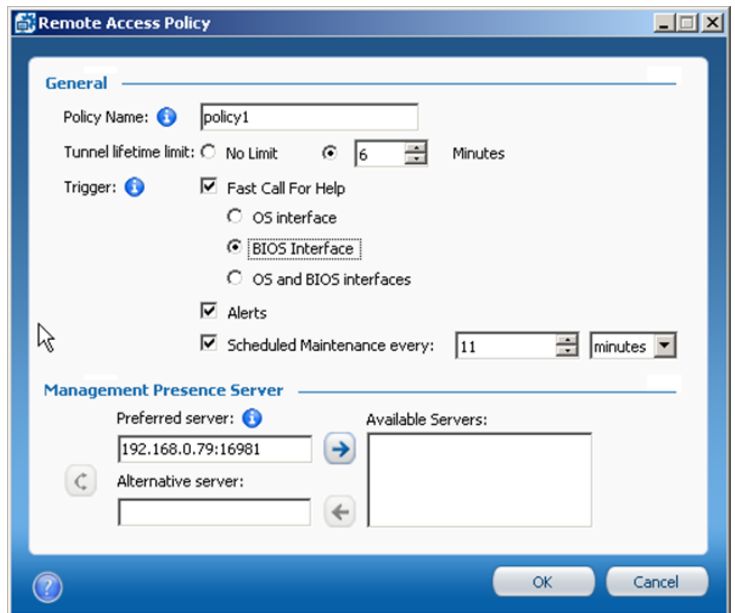 Remote Access Policy
General
Policy Name: policy1
Tunnel lifetime limit: No Limit 6 Minutes
Trigger: Fast Call For Help
OS interface
BIOS Interface
OS and BIOS interfaces
Alerts
Scheduled Maintenance every: 11 minutes
Management Presence Server
Preferred server: Available Servers:
192.168.0.79:16981
Alternative server:
OK Cancel